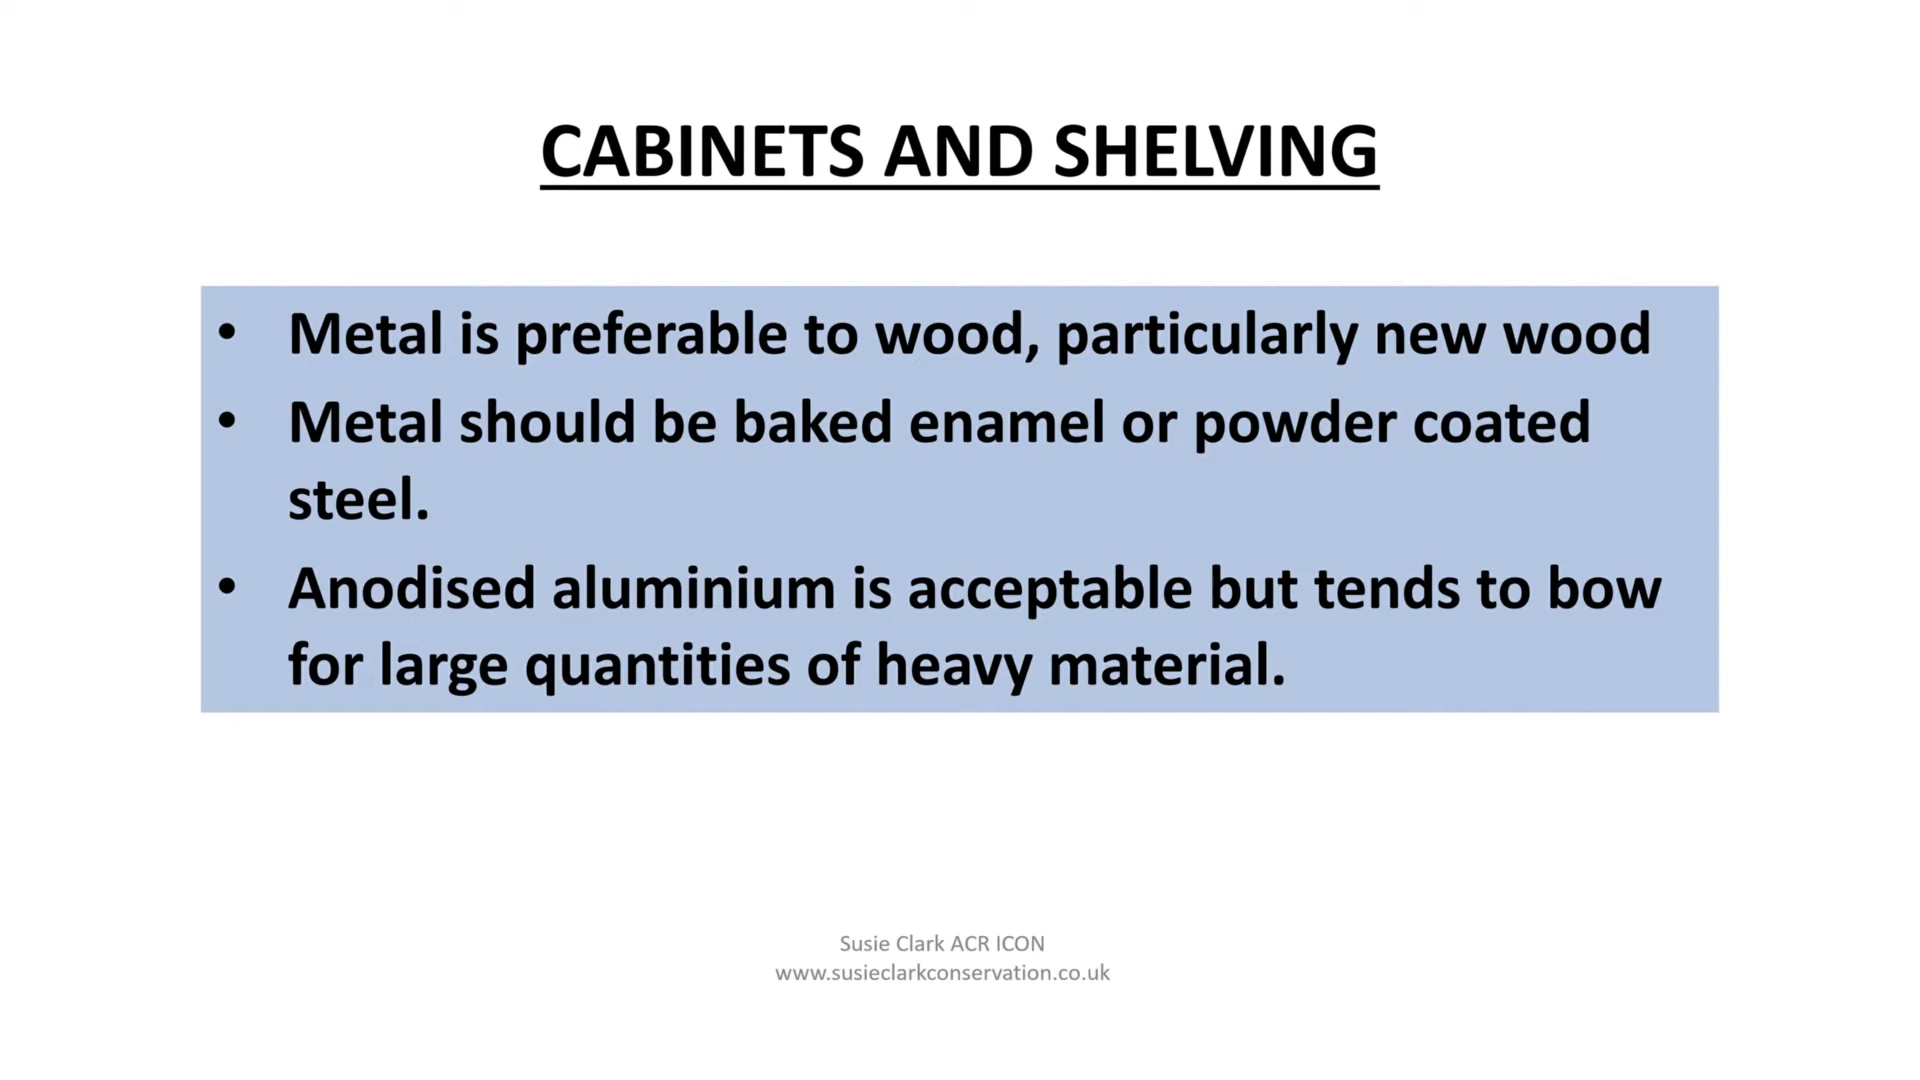 CABINETS AND SHELVING
• Metal is preferable to wood, particularly new wood
• Metal should be baked enamel or powder coated
steel.
• Anodised aluminium is acceptable but tends to bow
for large quantities of heavy material.
Susie Clark ACR ICON
www.susieclarkconservation.co.uk